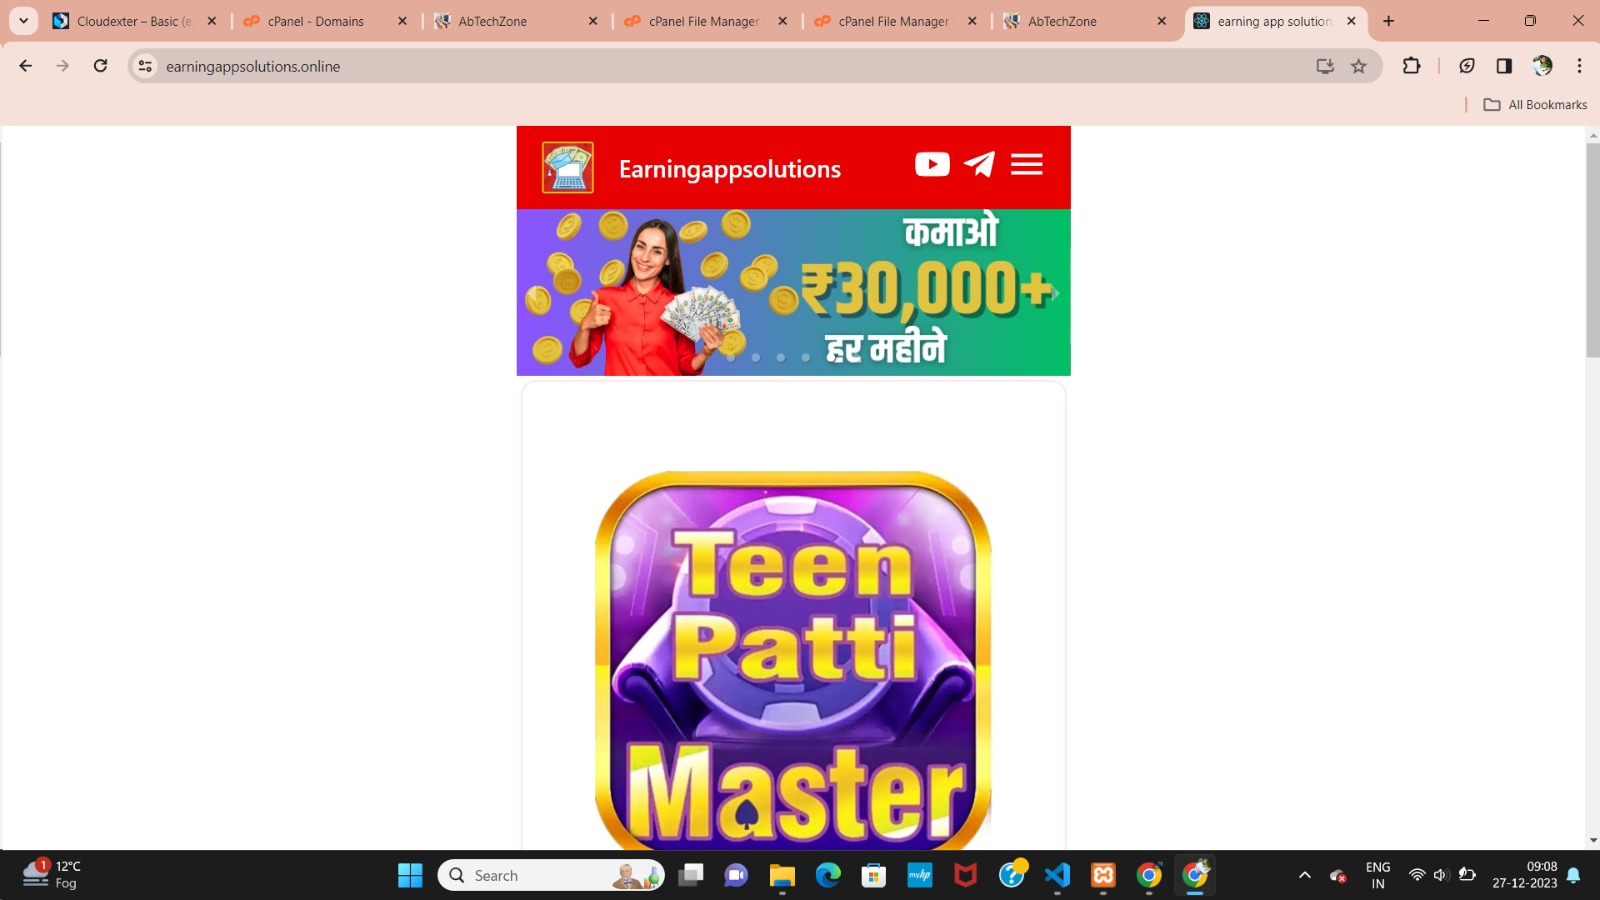 Cloudexter – Basic (e
cPanel - Domains
AbTechZone
cPanel File Manager
cPanel File Manager
AbTechZone
earning app solution
earningappsolutions.online
All Bookmarks
Earningappsolutions
कमाओ
₹30,000+
हर महीने
Teen
Patti
Master
1
12°C
Fog
Search
myhp
ENG
IN
09:08
27-12-2023